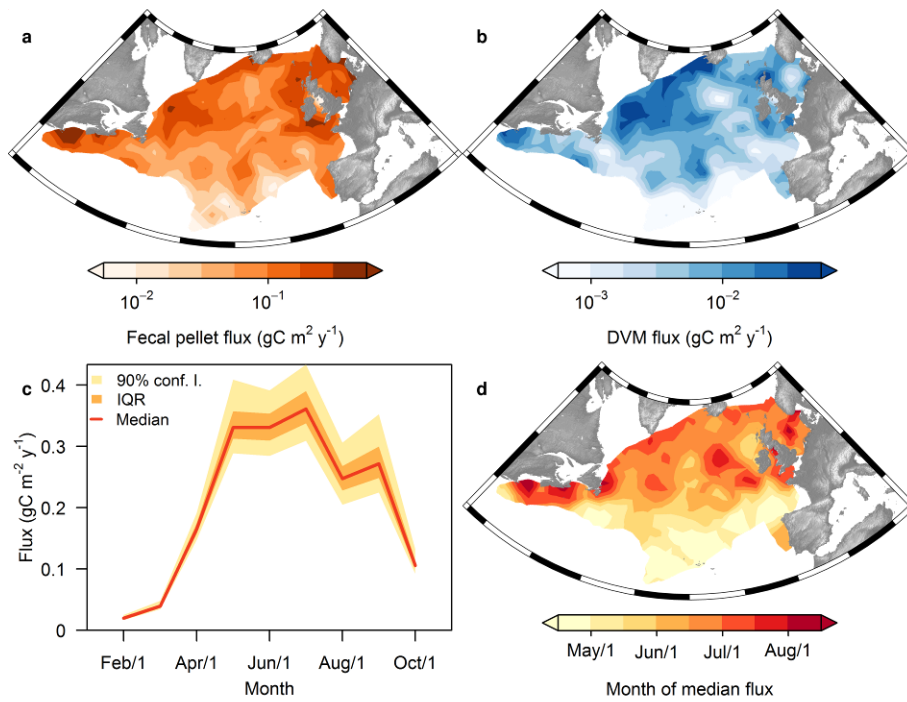 a
b
10⁻² 10⁻¹
10⁻³ 10⁻²
Fecal pellet flux (gC m² y⁻¹)
DVM flux (gC m² y⁻¹)
c
d
90% conf. I.
IQR
Median
0.4
0.3
0.2
0.1
0
Flux (gC m⁻² y⁻¹)
Feb/1 Apr/1 Jun/1 Aug/1 Oct/1
Month
May/1 Jun/1 Jul/1 Aug/1
Month of median flux